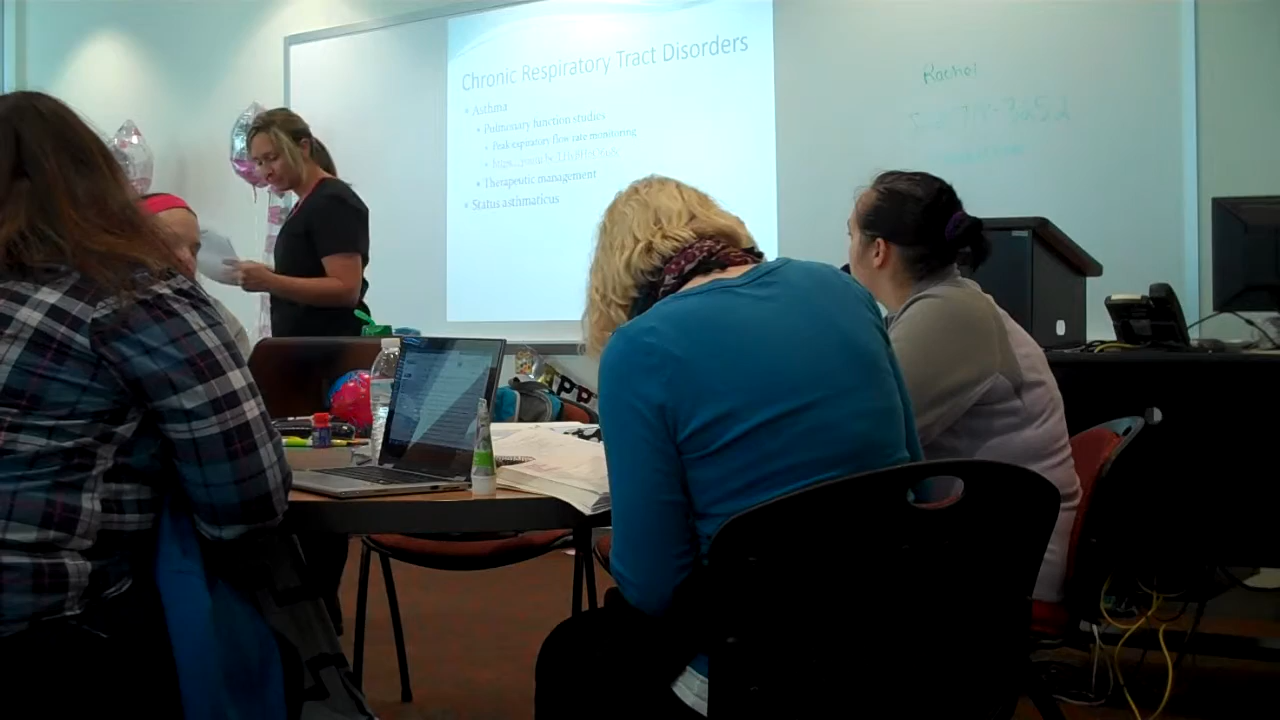 Chronic Respiratory Tract Disorders
• Asthma
• Pulmonary function studies
• Peak expiratory flow rate monitoring
• Therapeutic management
• Status asthmaticus
Rachel